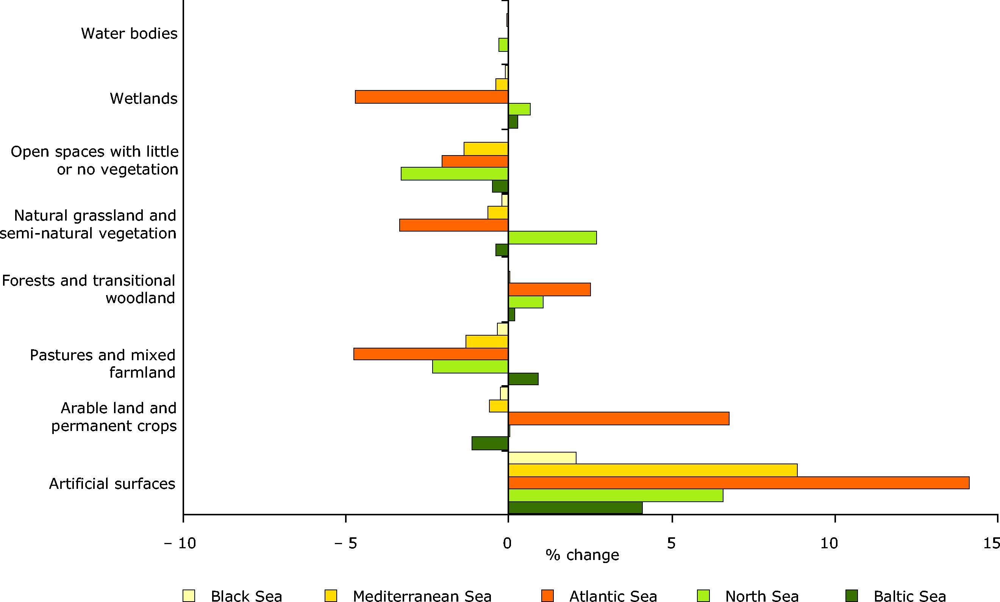 Water bodies
Wetlands
Open spaces with little
or no vegetation
Natural grassland and
semi-natural vegetation
Forests and transitional
woodland
Pastures and mixed
farmland
Arable land and
permanent crops
Artificial surfaces
– 10 – 5 0 5 10 15
% change
Black Sea Mediterranean Sea Atlantic Sea North Sea Baltic Sea